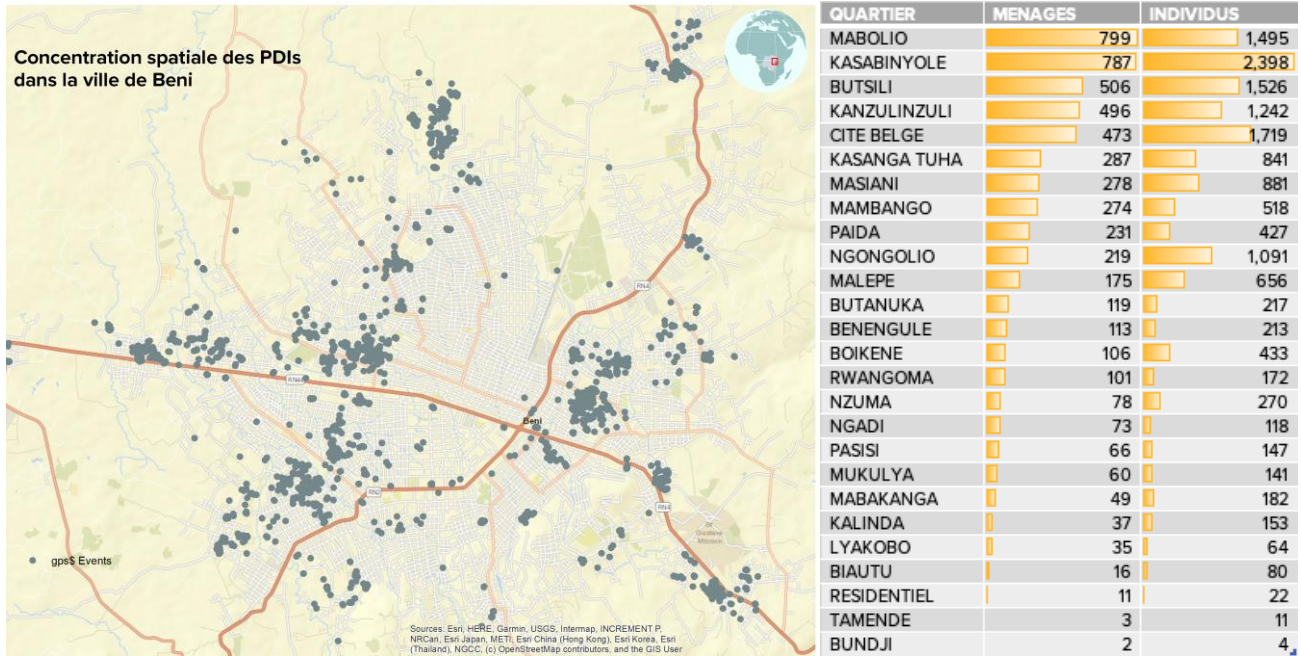 Concentration spatiale des PDIs
dans la ville de Beni
RN4
RN4
Beni
RN2
RN4
gps$ Events
Sources: Esri, HERE, Garmin, USGS, Intermap, INCREMENT P,
NRCan, Esri Japan, METI, Esri China (Hong Kong), Esri Korea, Esri
(Thailand), NGCC, (c) OpenStreetMap contributors, and the GIS User
QUARTIER MENAGES INDIVIDUS
MABOLIO 799 1,495
KASABINYOLE 787 2,398
BUTSILI 506 1,526
KANZULINZULI 496 1,242
CITE BELGE 473 1,719
KASANGA TUHA 287 841
MASIANI 278 881
MAMBANGO 274 518
PAIDA 231 427
NGONGOLIO 219 1,091
MALEPE 175 656
BUTANUKA 119 217
BENENGULE 113 213
BOIKENE 106 433
RWANGOMA 101 172
NZUMA 78 270
NGADI 73 118
PASISI 66 147
MUKULYA 60 141
MABAKANGA 49 182
KALINDA 37 153
LYAKOBO 35 64
BIAUTU 16 80
RESIDENTIEL 11 22
TAMENDE 3 11
BUNDJI 2 4